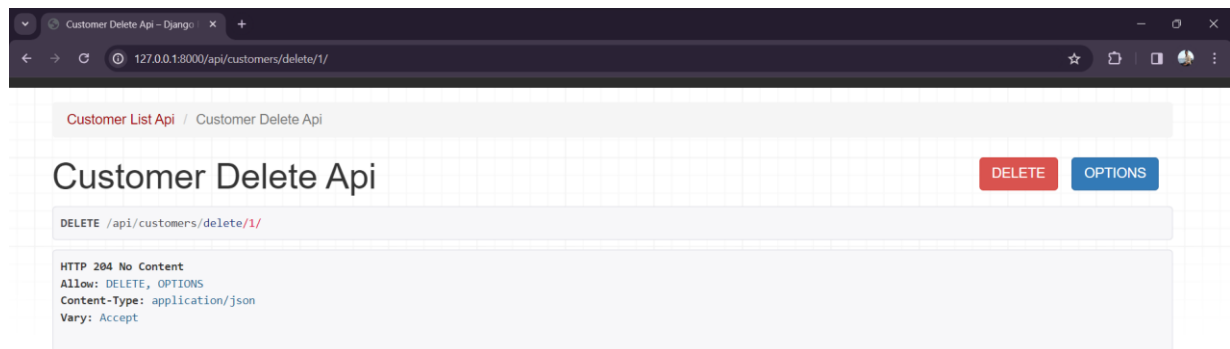 Customer Delete Api – Django
127.0.0.1:8000/api/customers/delete/1/
Customer List Api / Customer Delete Api
Customer Delete Api
DELETE OPTIONS
DELETE /api/customers/delete/1/
HTTP 204 No Content
Allow: DELETE, OPTIONS
Content-Type: application/json
Vary: Accept